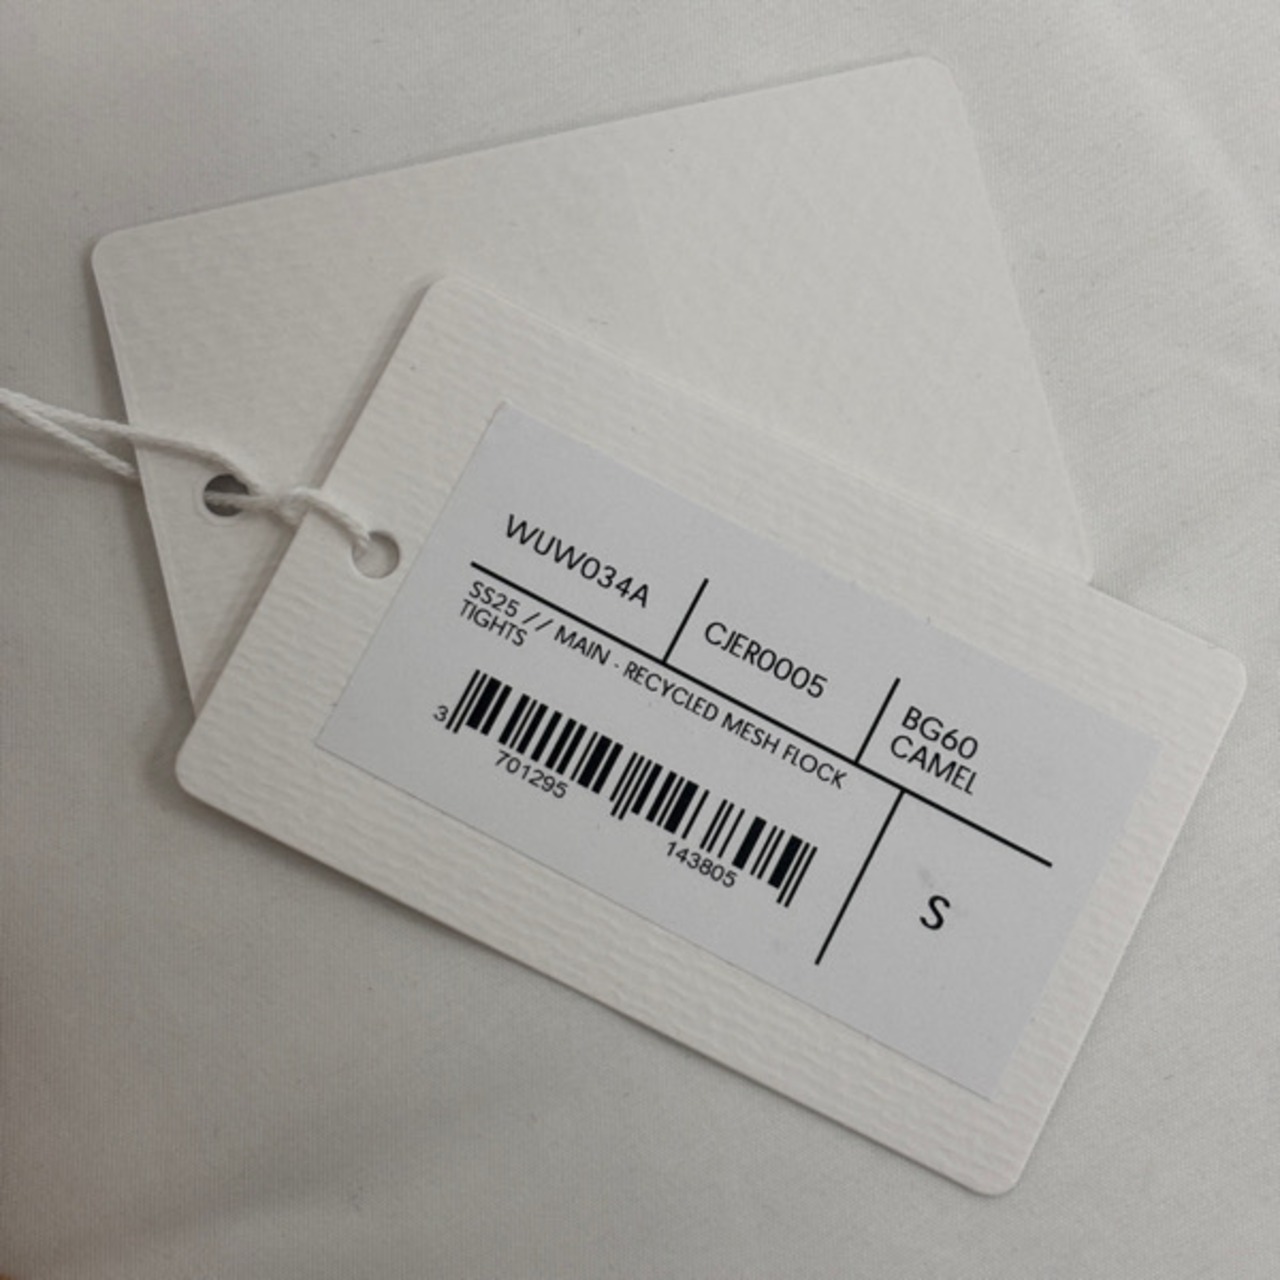 WUW034A
CJER0005
BG60
CAMEL
SS25 // MAIN - RECYCLED MESH FLOCK
TIGHTS
3 701295 143805
S